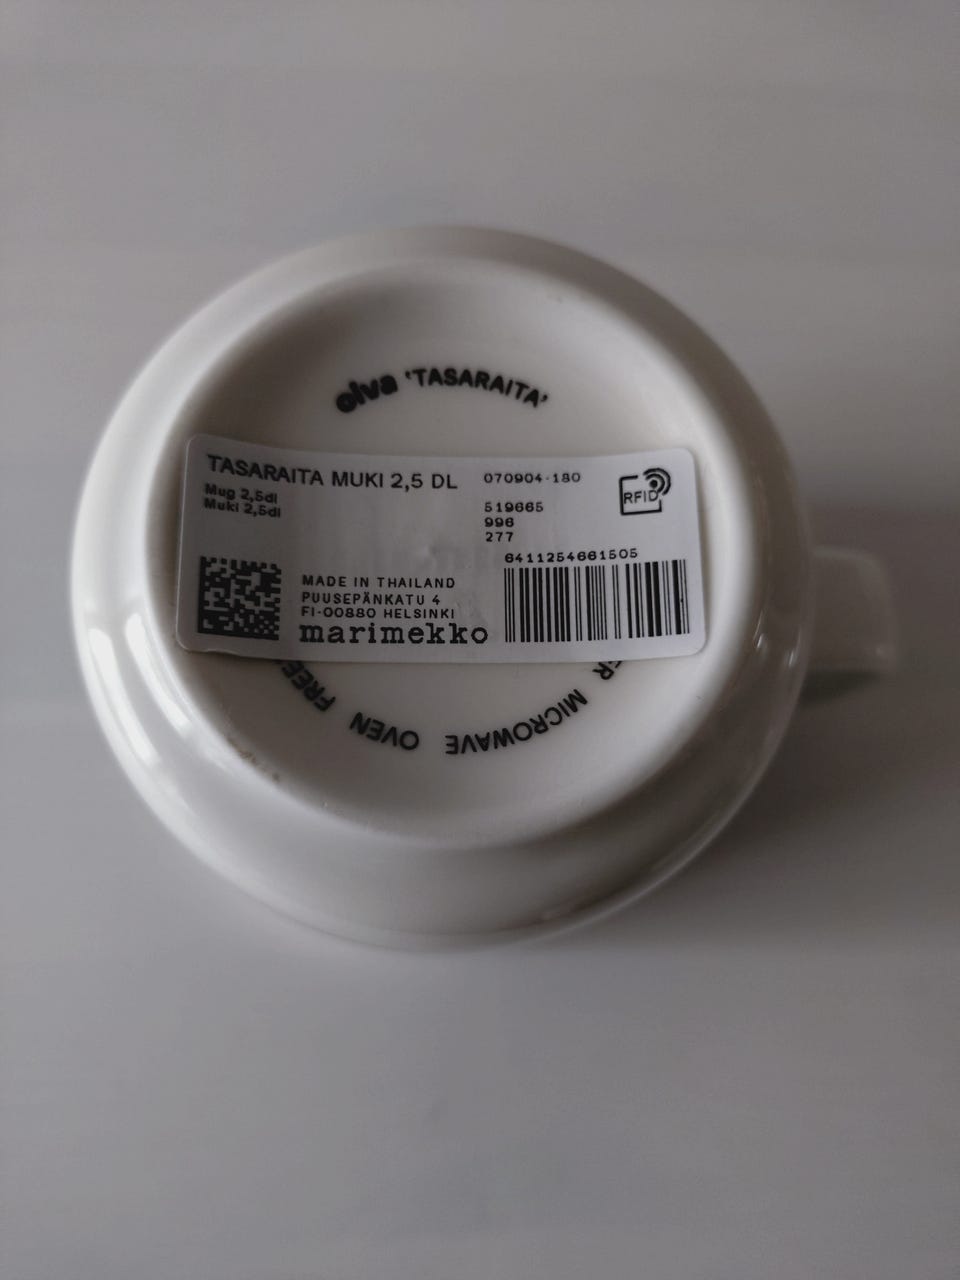 oiva 'TASARAITA'
TASARAITA MUKI 2,5 DL
Mug 2,5dl
Muki 2,5dl
070904-180
519665
996
277
RFID
6411254661505
MADE IN THAILAND
PUUSEPÄNKATU 4
FI-00880 HELSINKI
marimekko
MICROWAVE OVEN FREE